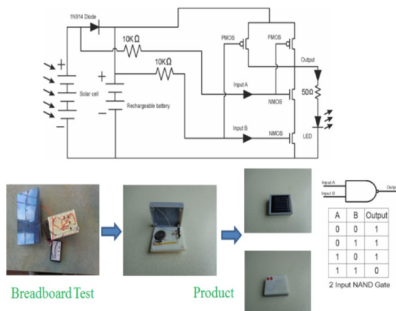 1N914 Diode
10KΩ
10KΩ
PMOS
PMOS
Output
Input A
NMOS
50Ω
Solar cell
Rechargeable battery
Input B
NMOS
LED
Input A
Input B
Output
A B Output
0 0 1
0 1 1
1 0 1
1 1 0
2 Input NAND Gate
Breadboard Test
Product